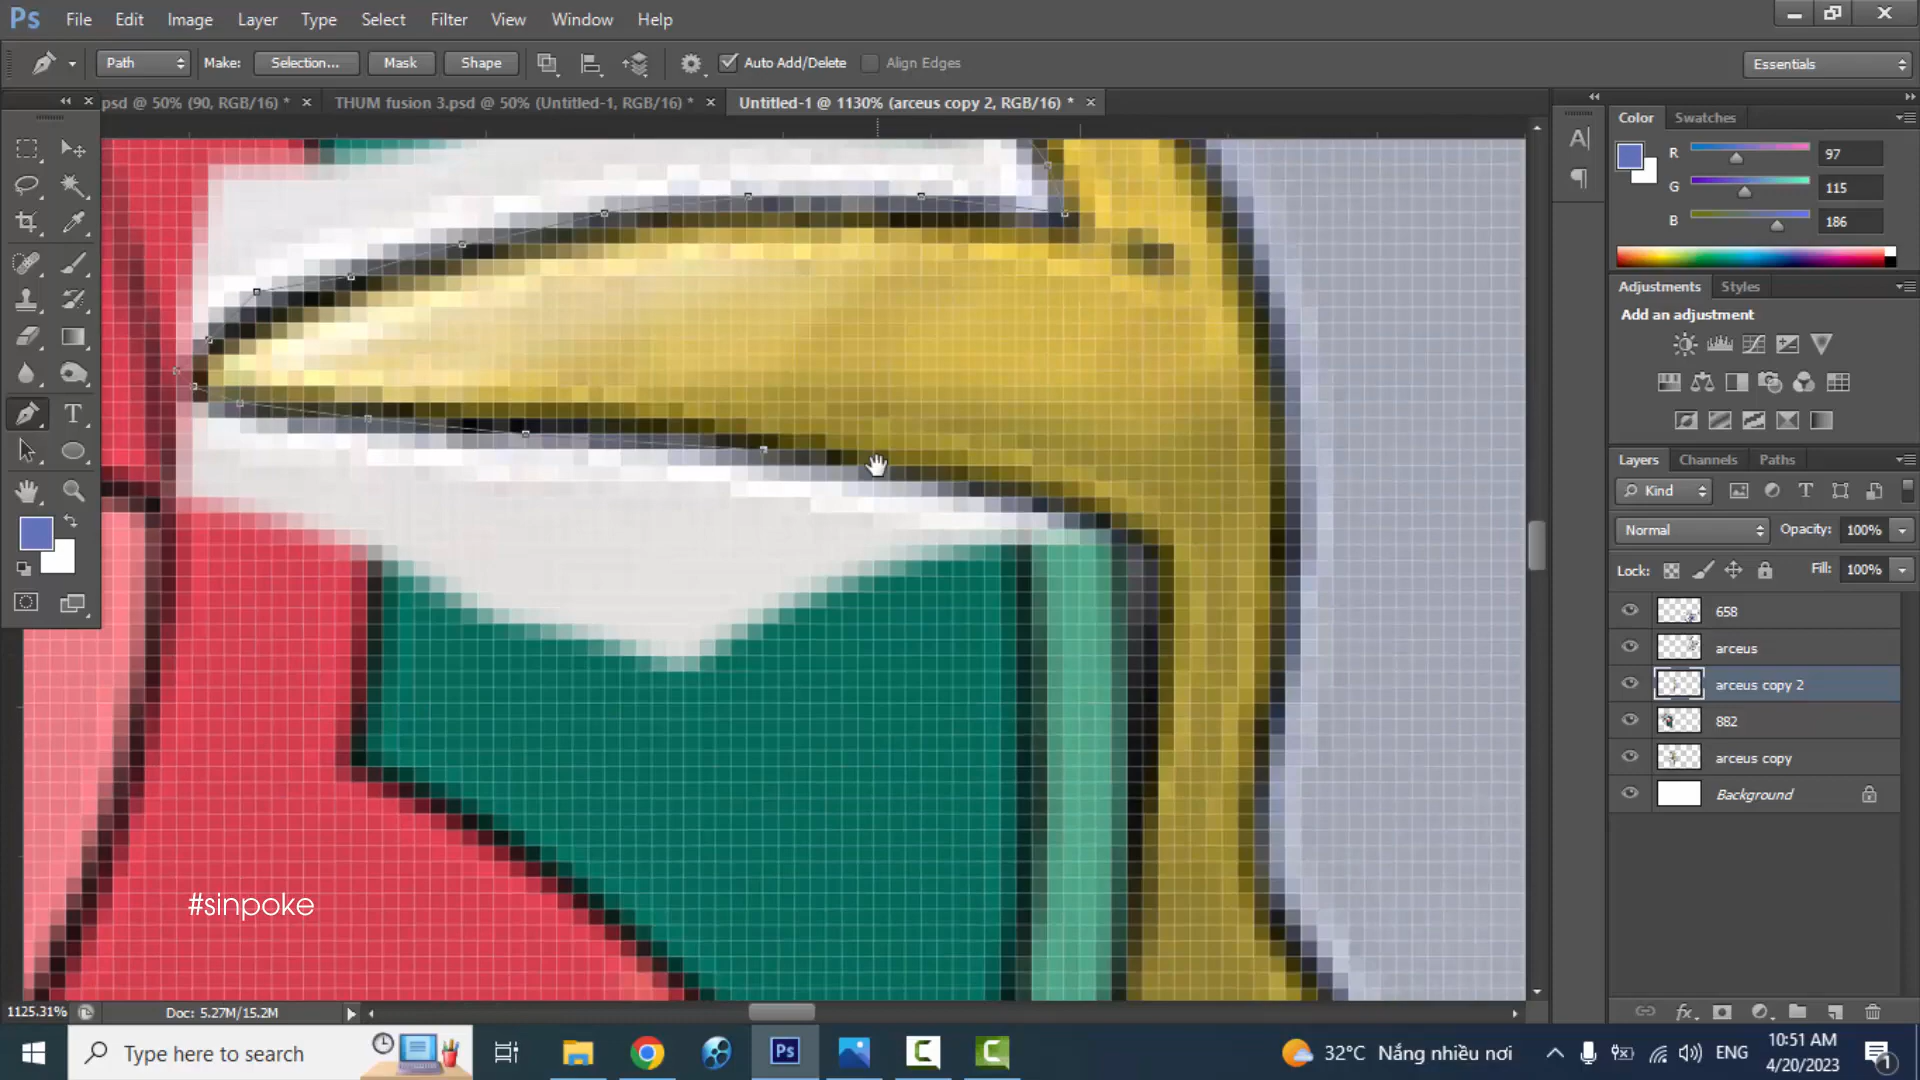 Ps File Edit Image Layer Type Select Filter View Window Help
Path Make: Selection... Mask Shape Auto Add/Delete Align Edges Essentials
psd @ 50% (90, RGB/16) * × THUM fusion 3.psd @ 50% (Untitled-1, RGB/16) * × Untitled-1 @ 1130% (arceus copy 2, RGB/16) * ×
Color Swatches
R 97
G 115
B 186
Adjustments Styles
Add an adjustment
Layers Channels Paths
Kind
Normal Opacity: 100%
Lock: Fill: 100%
658
arceus
arceus copy 2
882
arceus copy
Background
#sinpoke
1125.31% Doc: 5.27M/15.2M
Type here to search
32°C Nắng nhiều nơi ENG
10:51 AM
4/20/2023
1